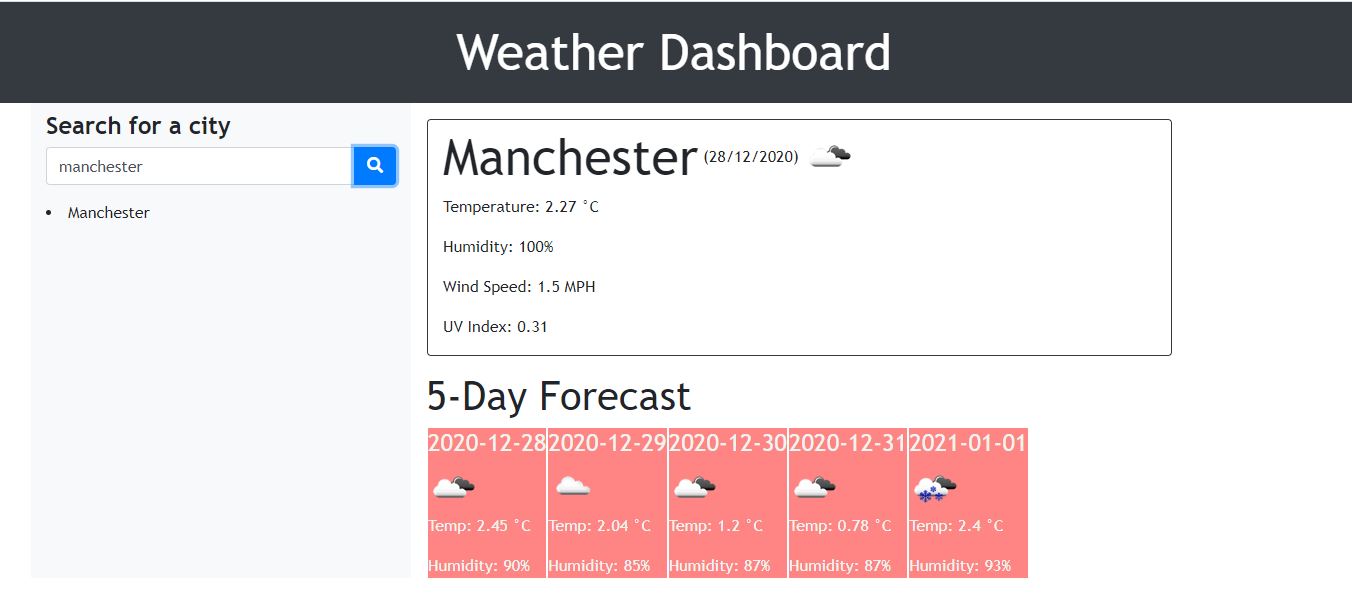 Weather Dashboard
Search for a city
manchester
Manchester
Manchester (28/12/2020)
Temperature: 2.27 °C
Humidity: 100%
Wind Speed: 1.5 MPH
UV Index: 0.31
5-Day Forecast
2020-12-28 2020-12-29 2020-12-30 2020-12-31 2021-01-01
Temp: 2.45 °C Temp: 2.04 °C Temp: 1.2 °C Temp: 0.78 °C Temp: 2.4 °C
Humidity: 90% Humidity: 85% Humidity: 87% Humidity: 87% Humidity: 93%